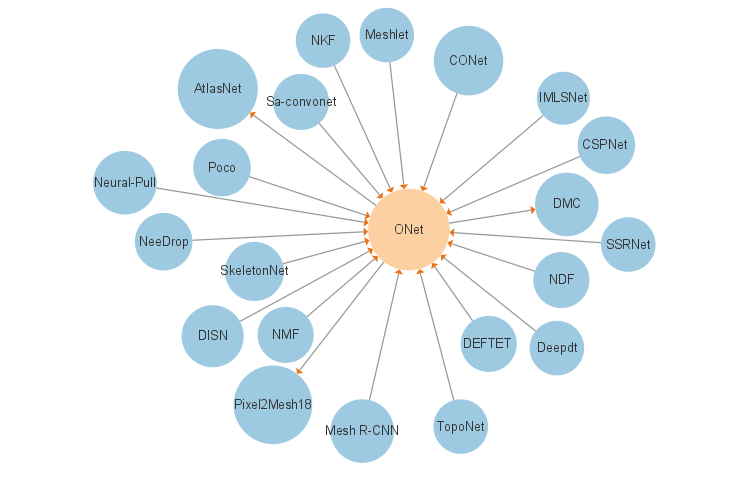 NKF
Meshlet
CONet
AtlasNet
Sa-convonet
IMLSNet
CSPNet
Poco
Neural-Pull
DMC
ONet
NeeDrop
SSRNet
SkeletonNet
NDF
DISN
NMF
DEFTET
Deepdt
Pixel2Mesh18
Mesh R-CNN
TopoNet